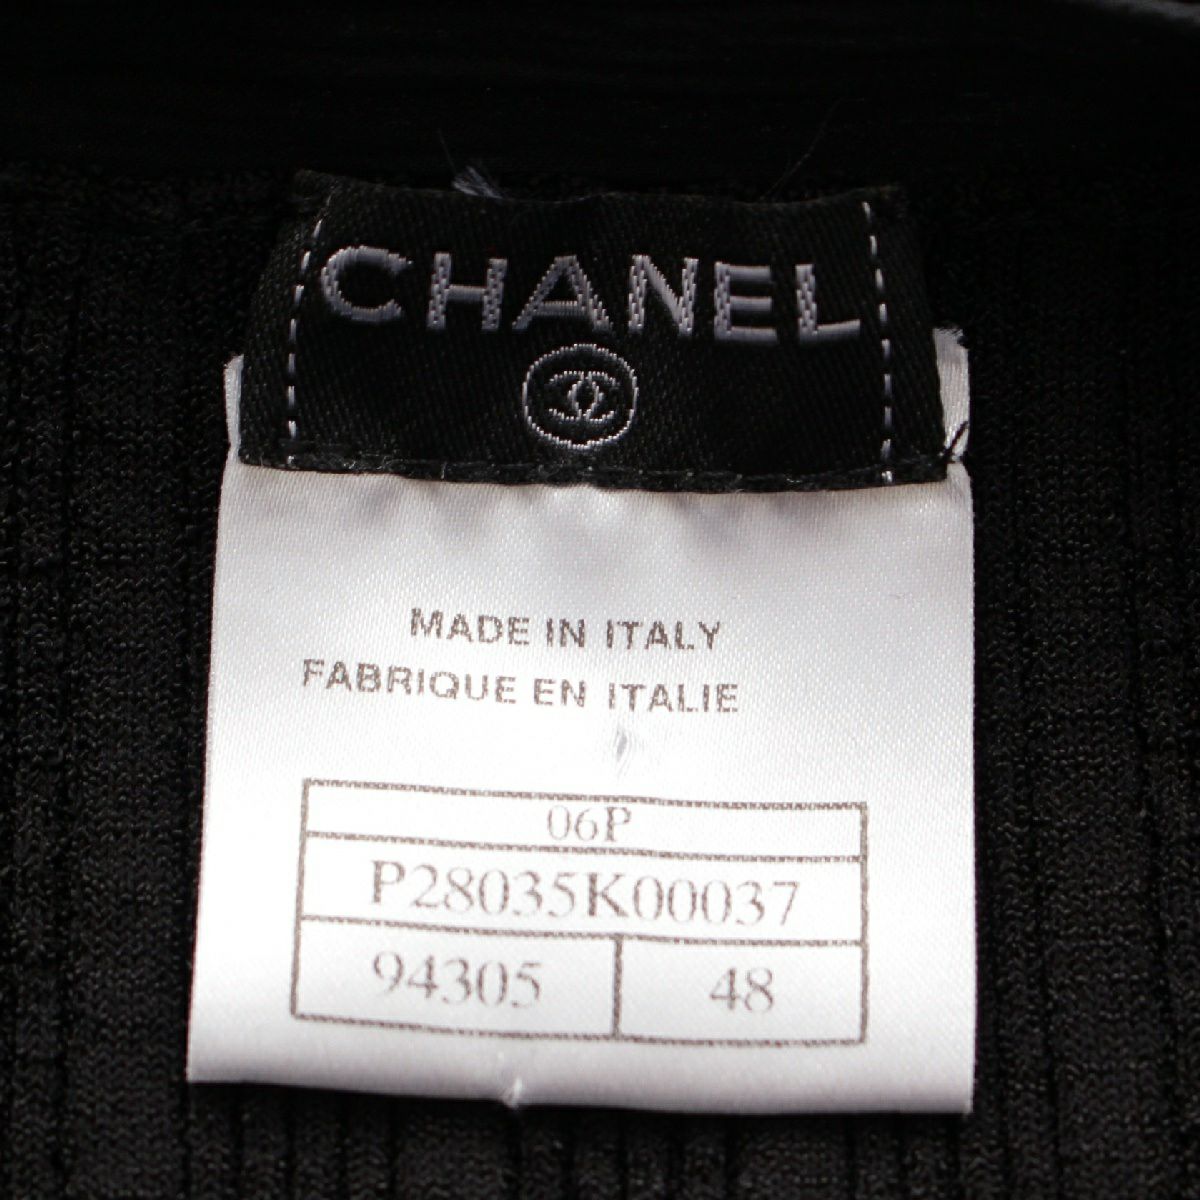 CHANEL
MADE IN ITALY
FABRIQUE EN ITALIE
06P
P28035K00037
94305 48